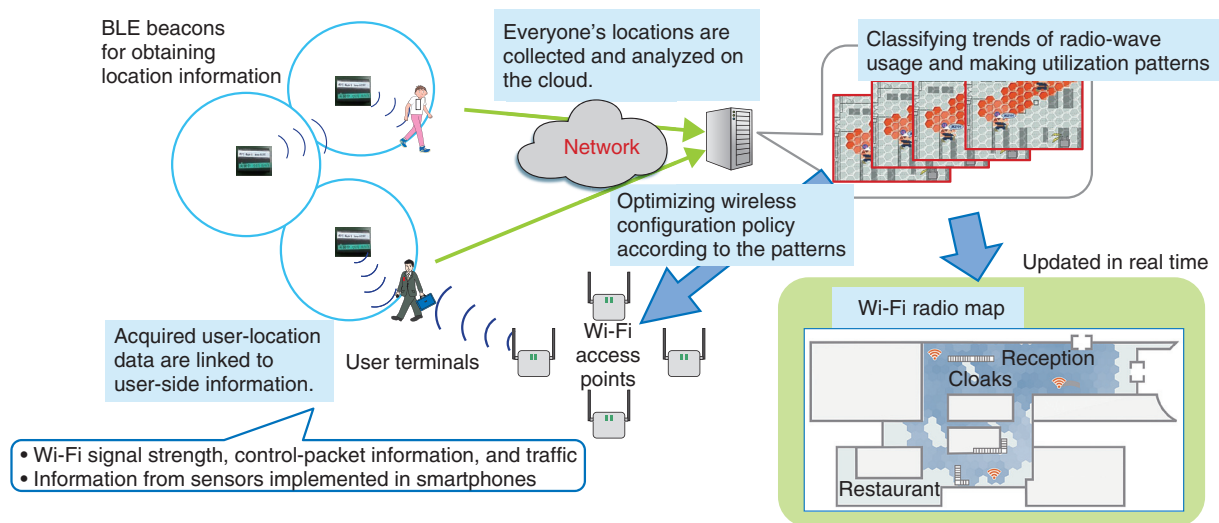 BLE beacons
for obtaining
location information
Everyone's locations are
collected and analyzed on
the cloud.
Classifying trends of radio-wave
usage and making utilization patterns
Network
Optimizing wireless
configuration policy
according to the patterns
Updated in real time
Wi-Fi radio map
Reception
Cloaks
Restaurant
Acquired user-location
data are linked to
user-side information.
User terminals
Wi-Fi
access
points
• Wi-Fi signal strength, control-packet information, and traffic
• Information from sensors implemented in smartphones